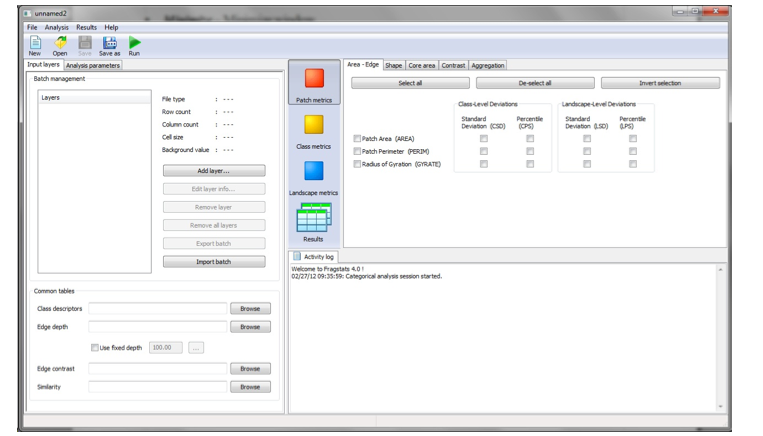 unnamed2
File Analysis Results Help
New Open Save Save as Run
Input layers Analysis parameters
Batch management
Layers
File type : ---
Row count : ---
Column count : ---
Cell size : ---
Background value : ---
Add layer...
Edit layer info...
Remove layer
Remove all layers
Export batch
Import batch
Common tables
Class descriptors Browse
Edge depth Browse
Use fixed depth 100.00 ...
Edge contrast Browse
Similarity Browse
Patch metrics
Class metrics
Landscape metrics
Results
Area - Edge Shape Core area Contrast Aggregation
Select all De-select all Invert selection
Class-Level Deviations Landscape-Level Deviations
Standard Percentile Standard Percentile
Deviation (CSD) (CPS) Deviation (LSD) (LPS)
Patch Area (AREA)
Patch Perimeter (PERIM)
Radius of Gyration (GYRATE)
Activity log
Welcome to Fragstats 4.0 !
02/27/12 09:35:59: Categorical analysis session started.